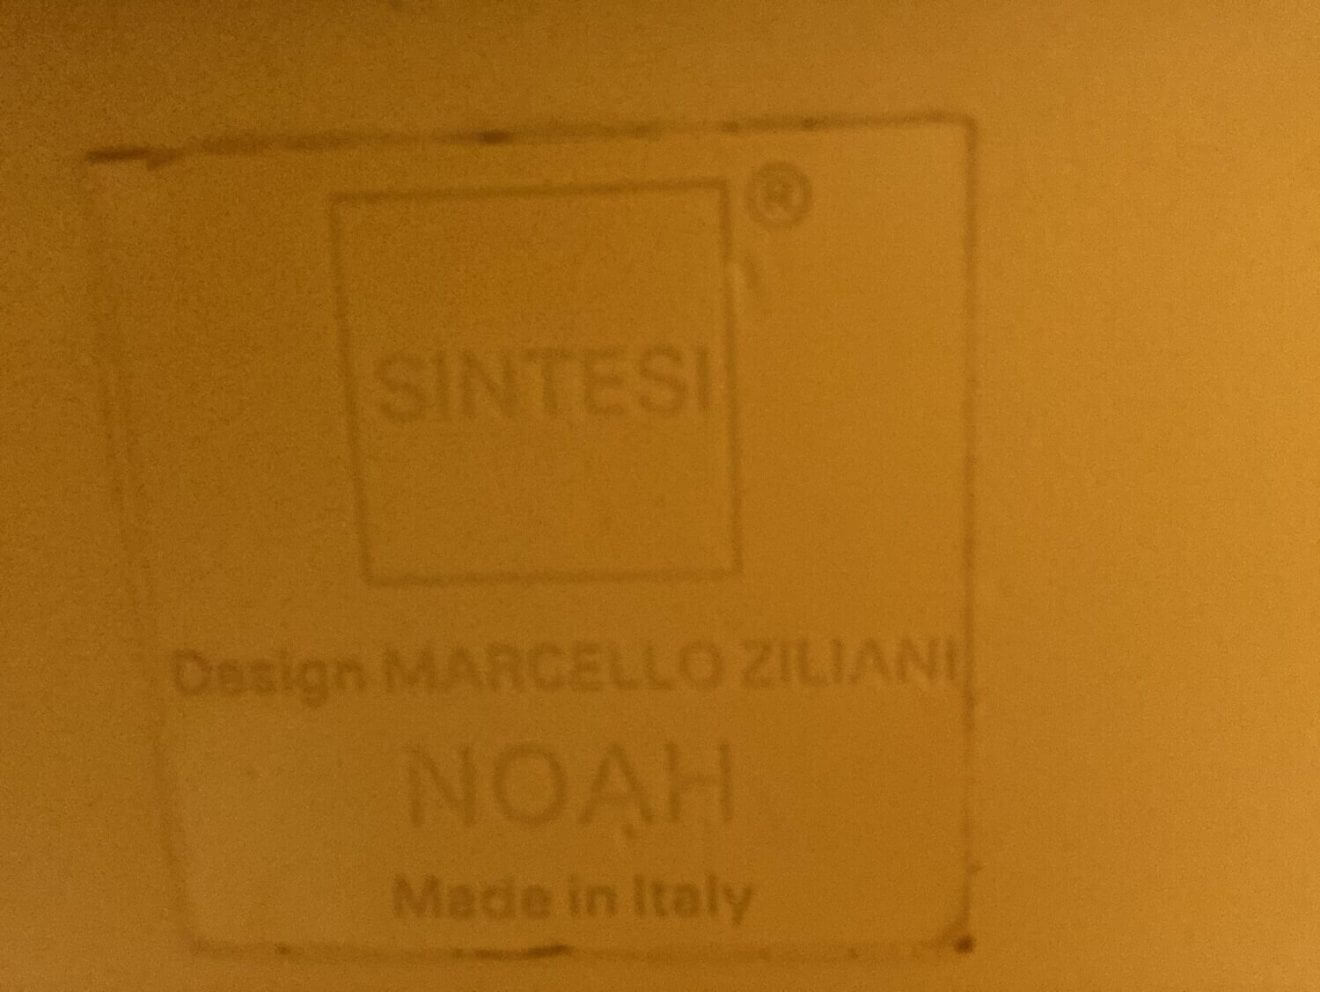 SINTESI ®
Design MARCELLO ZILIANI
NOAH
Made in Italy